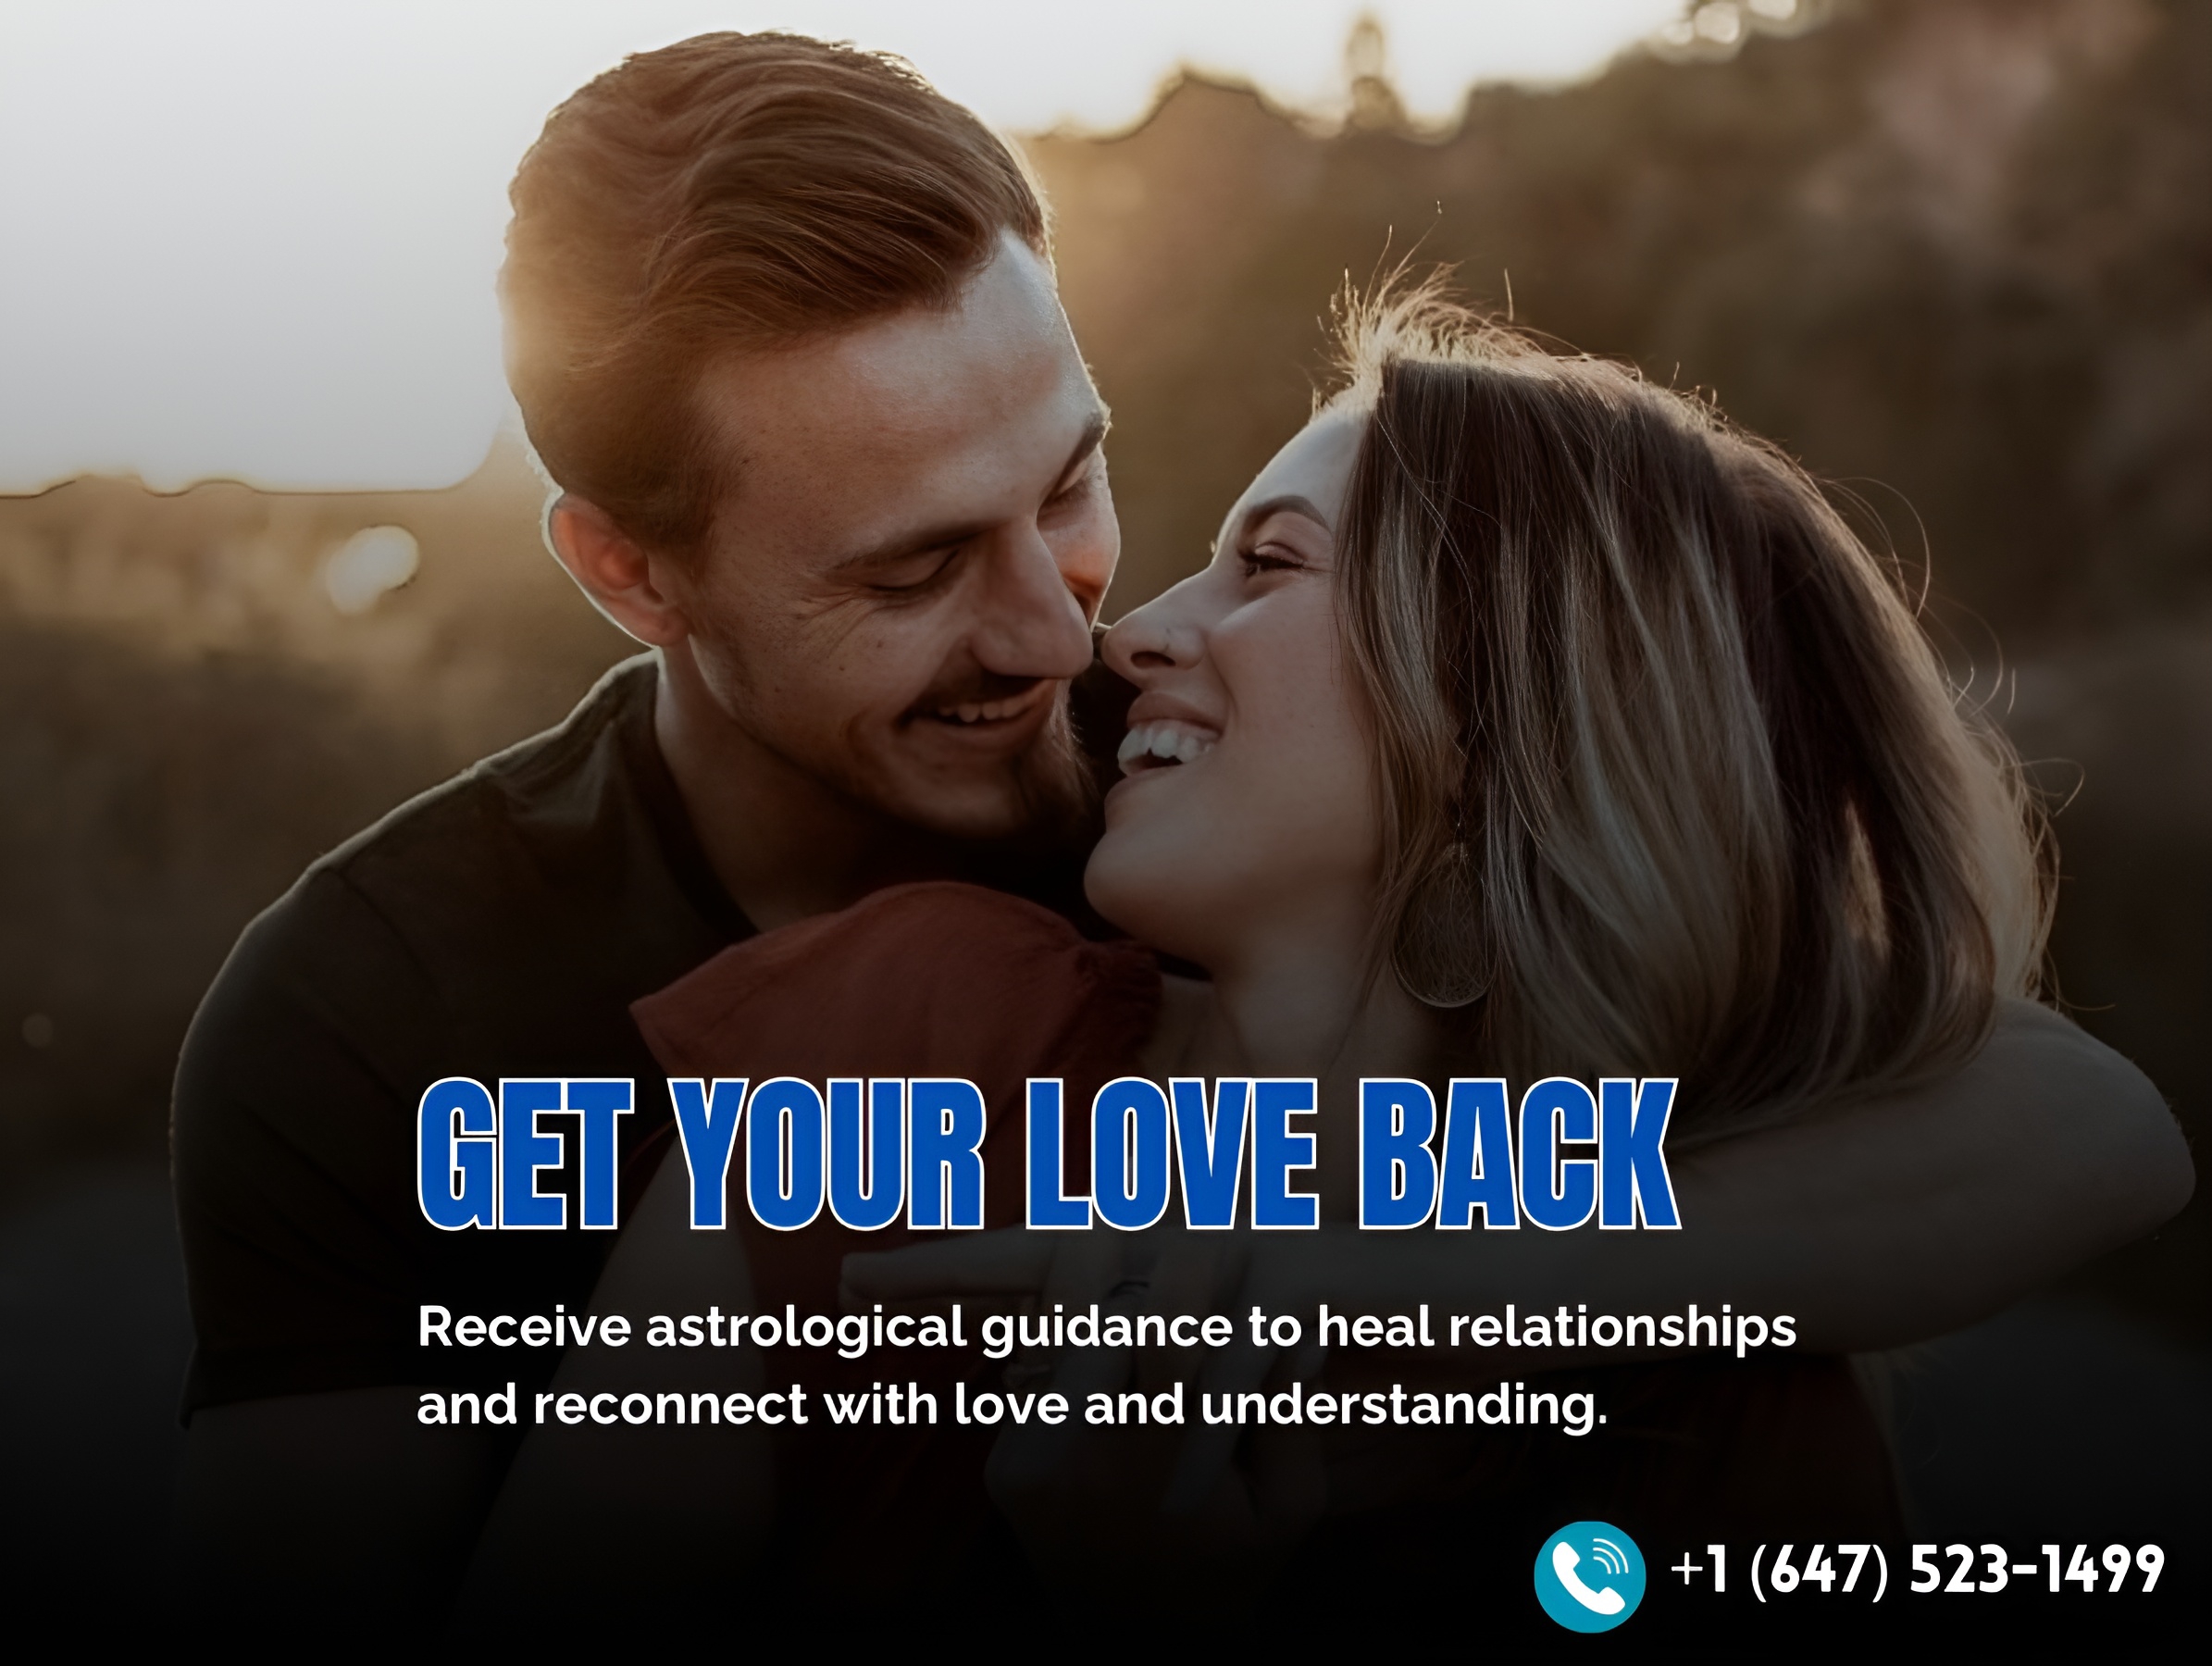 GET YOUR LOVE BACK
Receive astrological guidance to heal relationships
and reconnect with love and understanding.
+1 (647) 523-1499